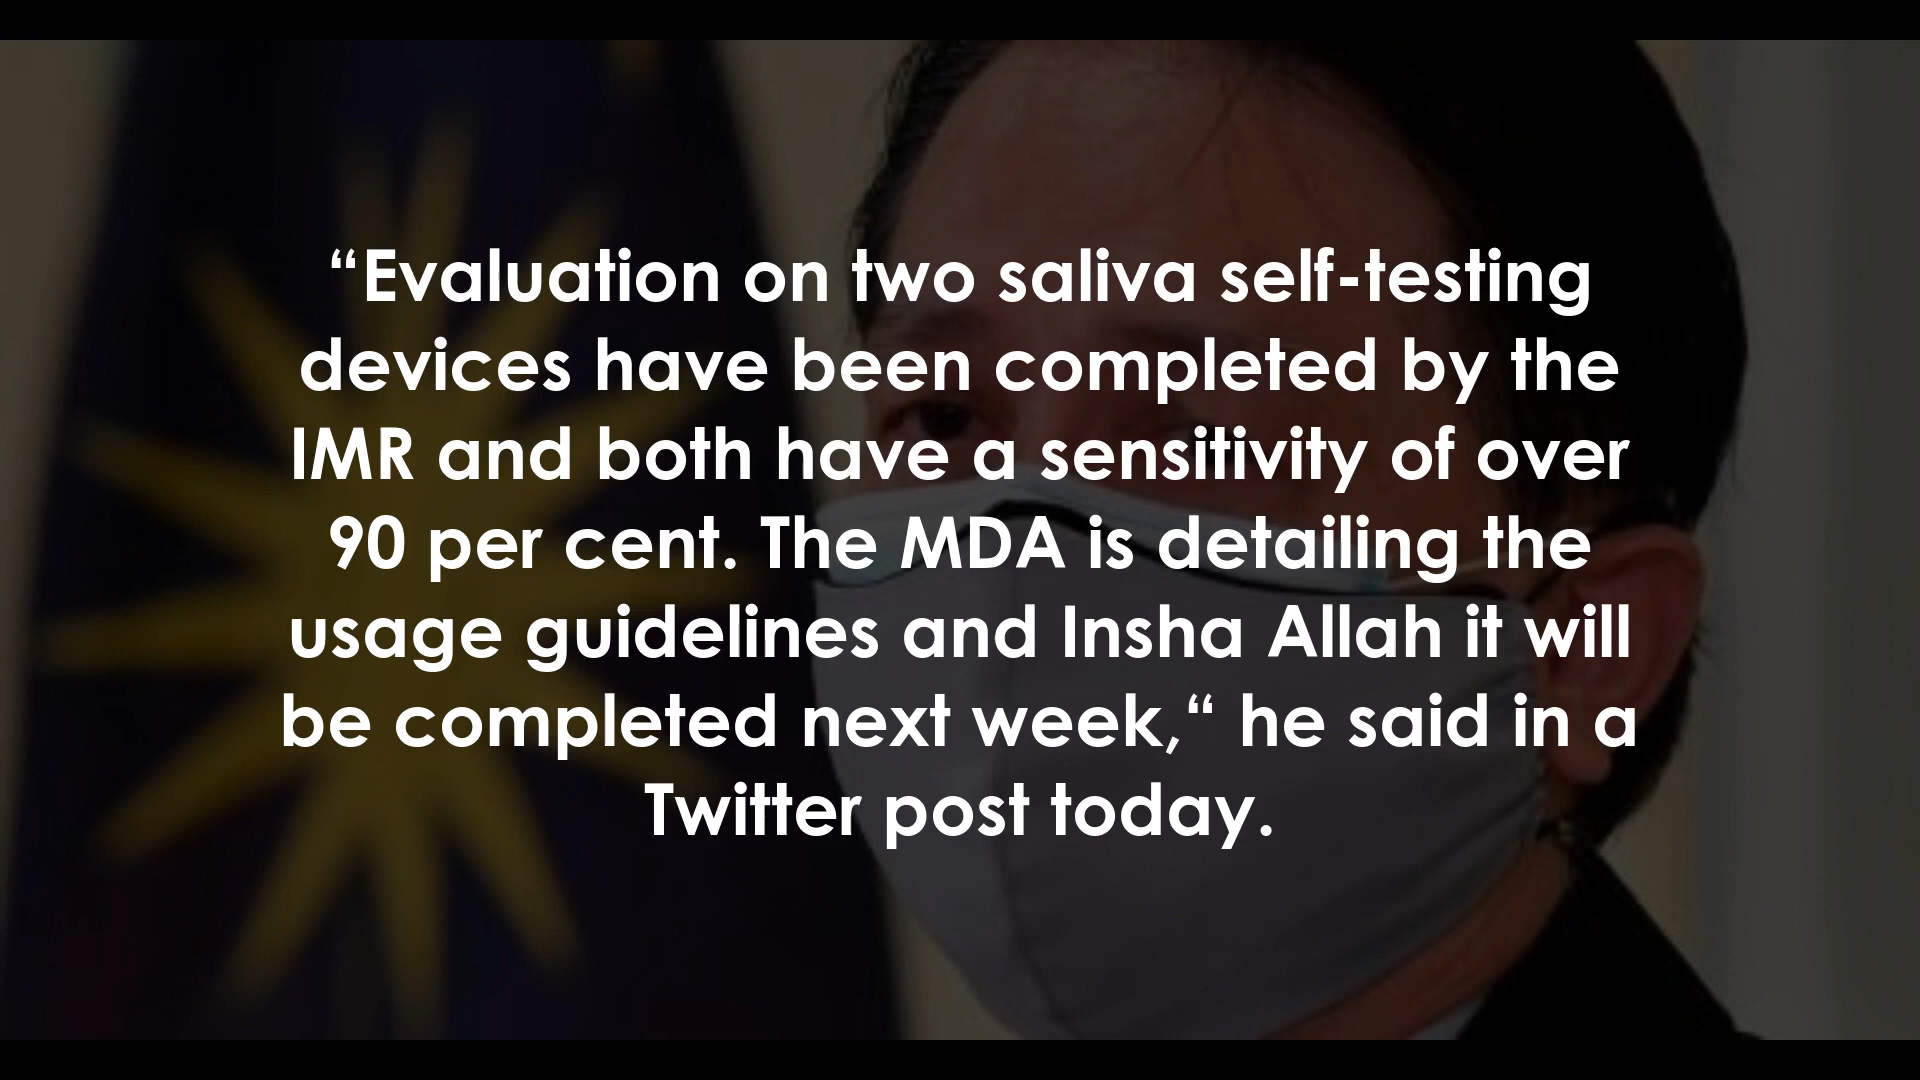 “Evaluation on two saliva self-testing
devices have been completed by the
IMR and both have a sensitivity of over
90 per cent. The MDA is detailing the
usage guidelines and Insha Allah it will
be completed next week,“ he said in a
Twitter post today.